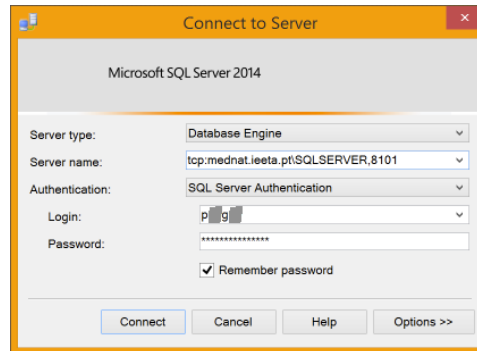 Connect to Server
Microsoft SQL Server 2014
Server type: Database Engine
Server name: tcp:mednat.ieeta.pt\SQLSERVER,8101
Authentication: SQL Server Authentication
Login:
Password: ***************
Remember password
Connect Cancel Help Options >>